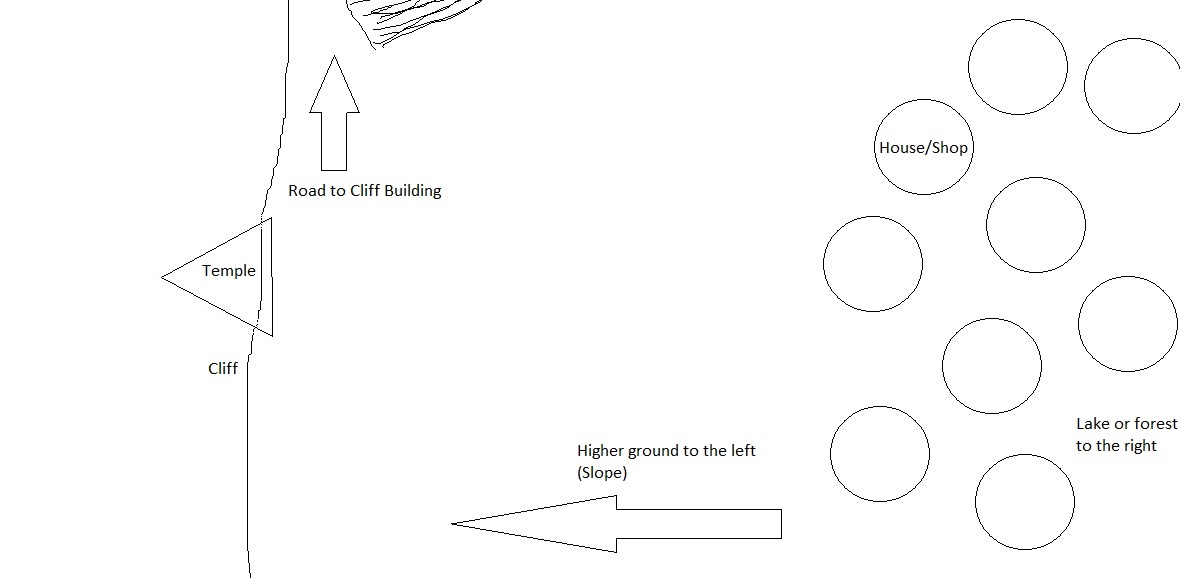 House/Shop
Road to Cliff Building
Temple
Cliff
Lake or forest
to the right
Higher ground to the left
(Slope)